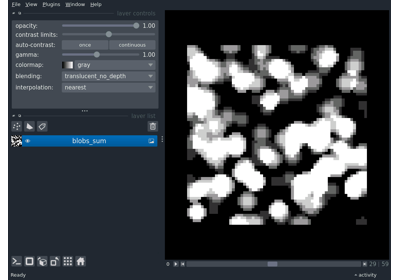 File View Plugins Window Help
layer controls
opacity: 1.00
contrast limits:
auto-contrast: once continuous
gamma: 1.00
colormap: gray
blending: translucent_no_depth
interpolation: nearest
layer list
blobs_sum
29 59
Ready activity